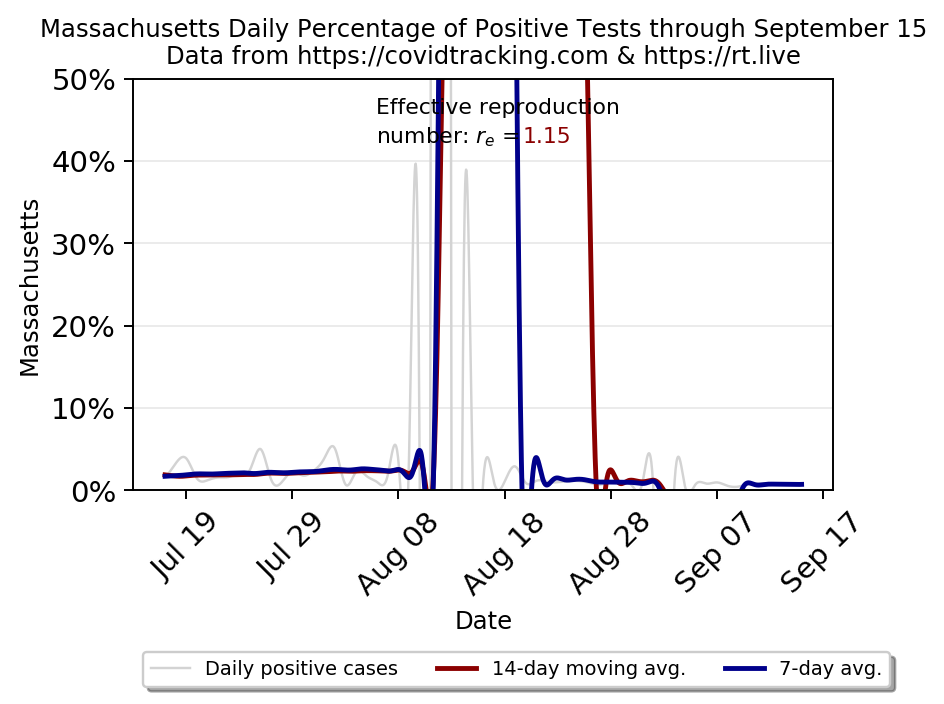 Massachusetts Daily Percentage of Positive Tests through September 15
Data from https://covidtracking.com & https://rt.live
50%
Effective reproduction
number: rₑ = 1.15
40%
30%
20%
10%
0%
Massachusetts
Jul 19
Jul 29
Aug 08
Aug 18
Aug 28
Sep 07
Sep 17
Date
Daily positive cases
14-day moving avg.
7-day avg.